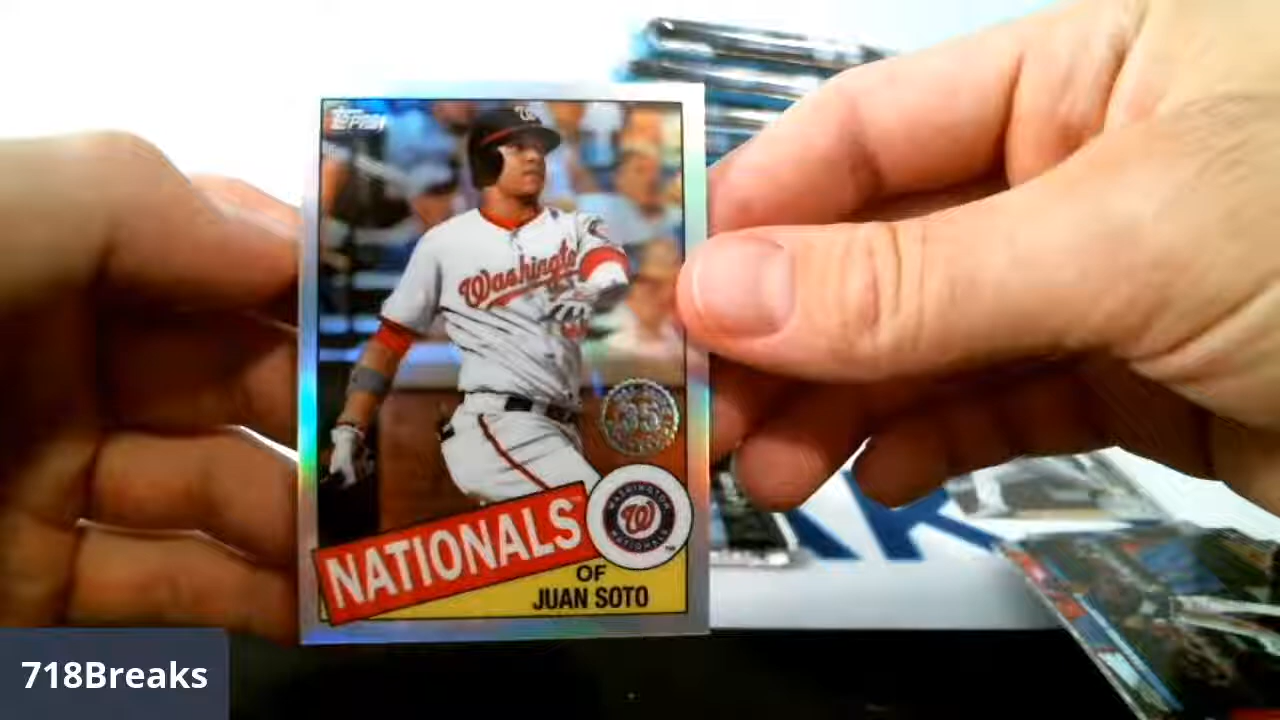 Topps
W
Washington
35
NATIONALS
WASHINGTON
W
NATIONALS
OF
JUAN SOTO
718Breaks